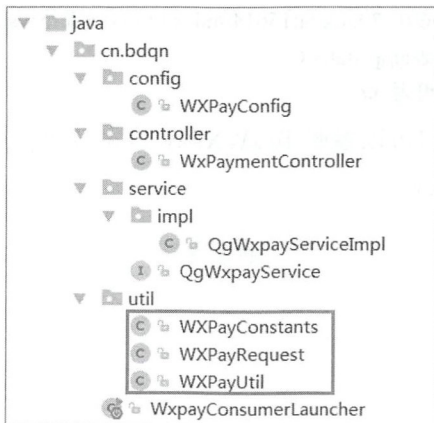 java
cn.bdqn
config
WXPayConfig
controller
WxPaymentController
service
impl
QgWxpayServiceImpl
QgWxpayService
util
WXPayConstants
WXPayRequest
WXPayUtil
WxpayConsumerLauncher